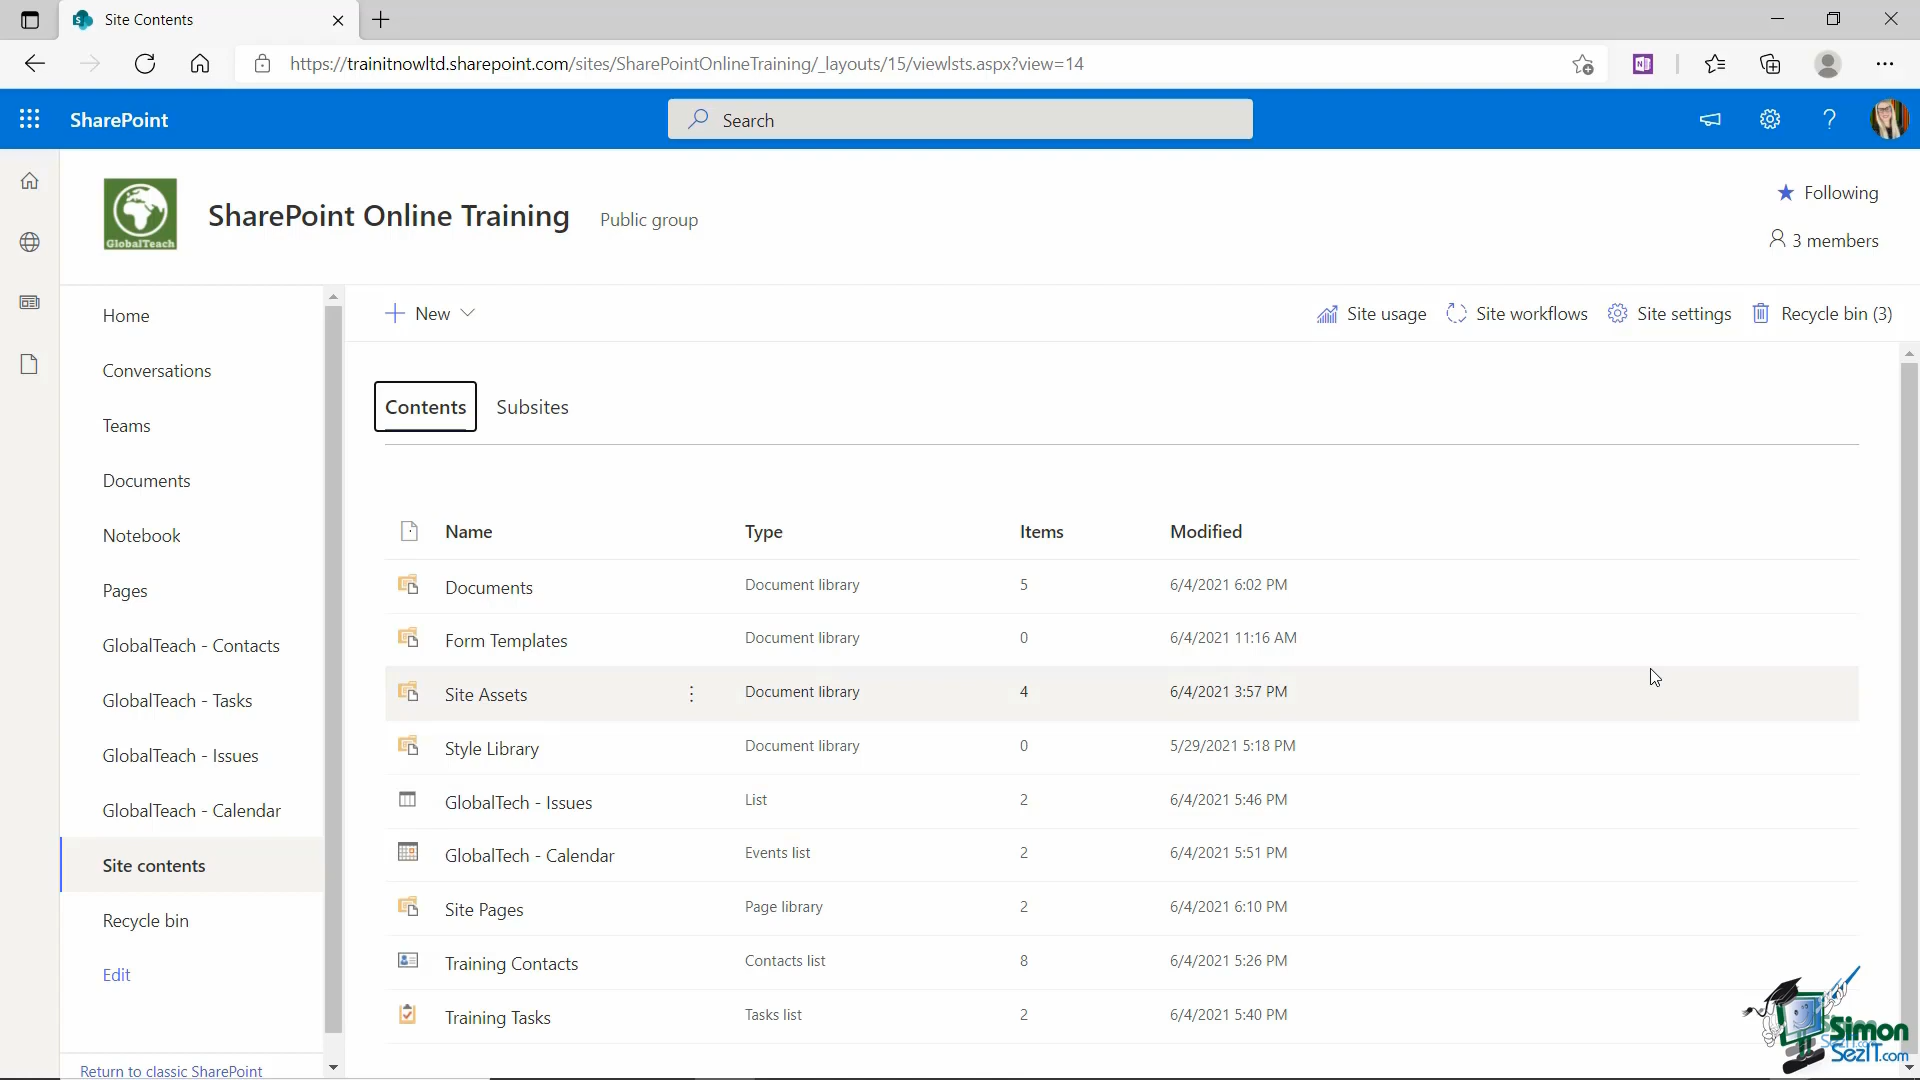 Site Contents
https://trainitnowltd.sharepoint.com/sites/SharePointOnlineTraining/_layouts/15/viewlsts.aspx?view=14
SharePoint
Search
?
GlobalTeach
SharePoint Online Training
Public group
Following
3 members
Home
Conversations
Teams
Documents
Notebook
Pages
GlobalTeach - Contacts
GlobalTeach - Tasks
GlobalTeach - Issues
GlobalTeach - Calendar
Site contents
Recycle bin
Edit
Return to classic SharePoint
New
Site usage
Site workflows
Site settings
Recycle bin (3)
Contents
Subsites
Name Type Items Modified
Documents Document library 5 6/4/2021 6:02 PM
Form Templates Document library 0 6/4/2021 11:16 AM
Site Assets Document library 4 6/4/2021 3:57 PM
Style Library Document library 0 5/29/2021 5:18 PM
GlobalTech - Issues List 2 6/4/2021 5:46 PM
GlobalTech - Calendar Events list 2 6/4/2021 5:51 PM
Site Pages Page library 2 6/4/2021 6:10 PM
Training Contacts Contacts list 8 6/4/2021 5:26 PM
Training Tasks Tasks list 2 6/4/2021 5:40 PM
Simon
SezIT.com